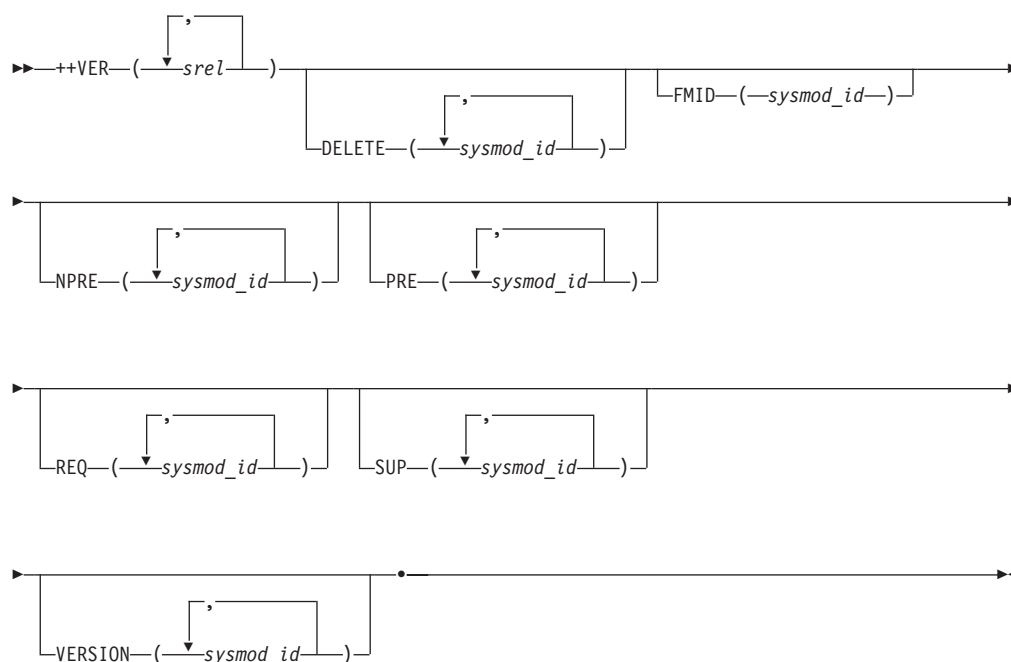 ,
++VER ( srel )
FMID ( sysmod_id )
,
DELETE ( sysmod_id )
, ,
NPRE ( sysmod_id ) PRE ( sysmod_id )
, ,
REQ ( sysmod_id ) SUP ( sysmod_id )
.
,
VERSION ( sysmod_id )